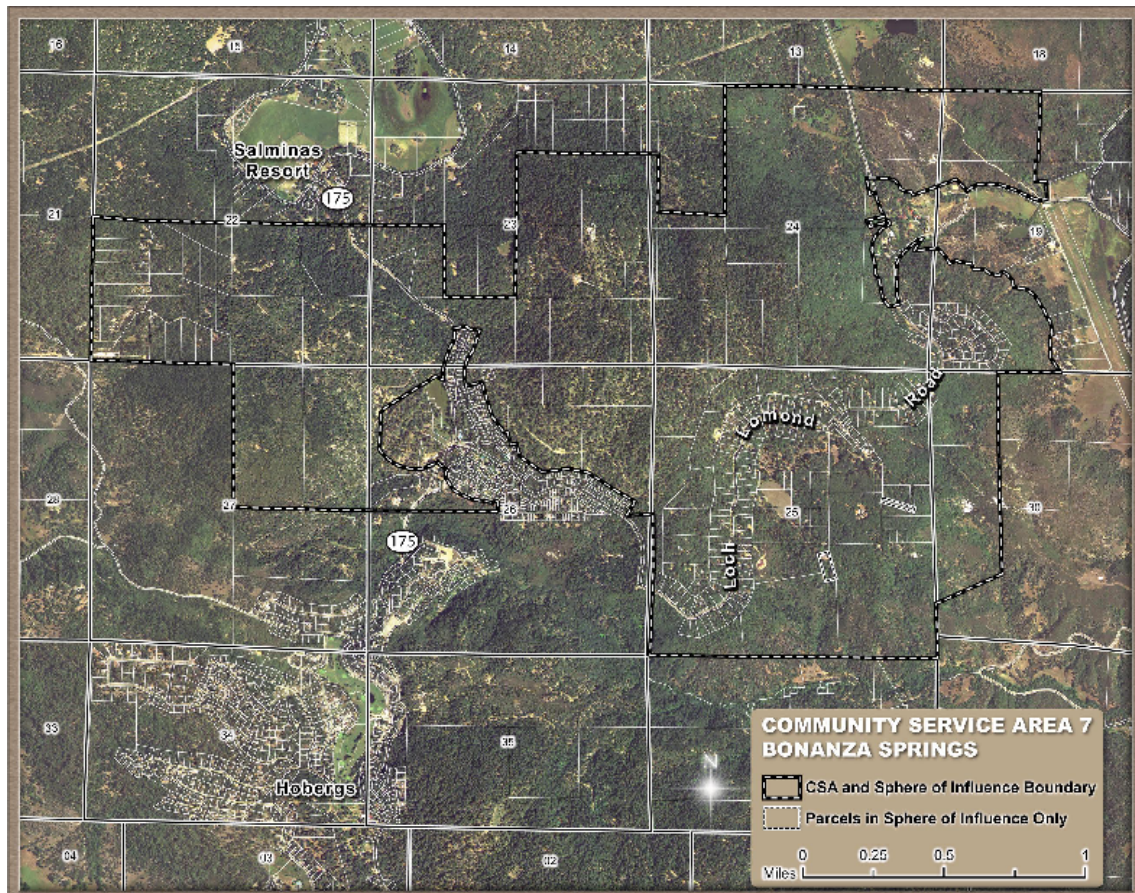 16
15
14
13
18
Salminas
Resort
175
21
22
23
24
19
Road
Lomond
28
27
26
25
30
175
Loch
33
34
35
Hobergs
N
COMMUNITY SERVICE AREA 7
BONANZA SPRINGS
CSA and Sphere of Influence Boundary
Parcels in Sphere of Influence Only
04
03
02
Miles 0 0.25 0.5 1